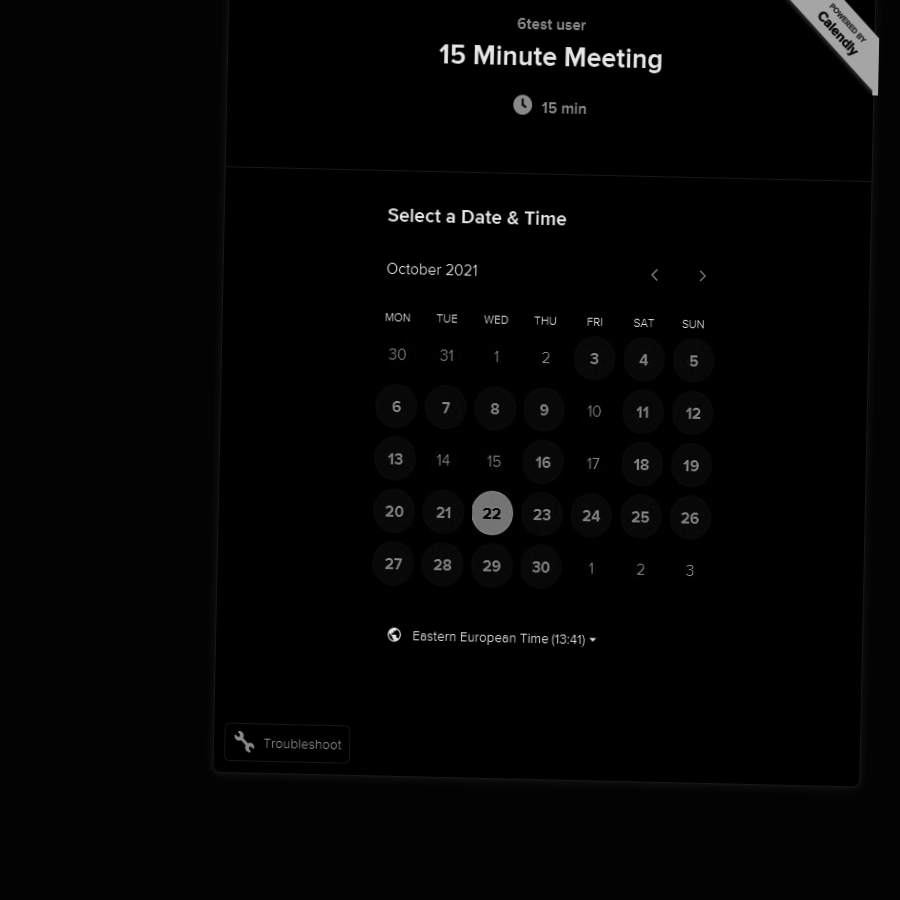 6test user
15 Minute Meeting
15 min
POWERED BY
Calendly
Select a Date & Time
October 2021
MON TUE WED THU FRI SAT SUN
30 31 1 2 3 4 5
6 7 8 9 10 11 12
13 14 15 16 17 18 19
20 21 22 23 24 25 26
27 28 29 30 1 2 3
Eastern European Time (13:41)
Troubleshoot